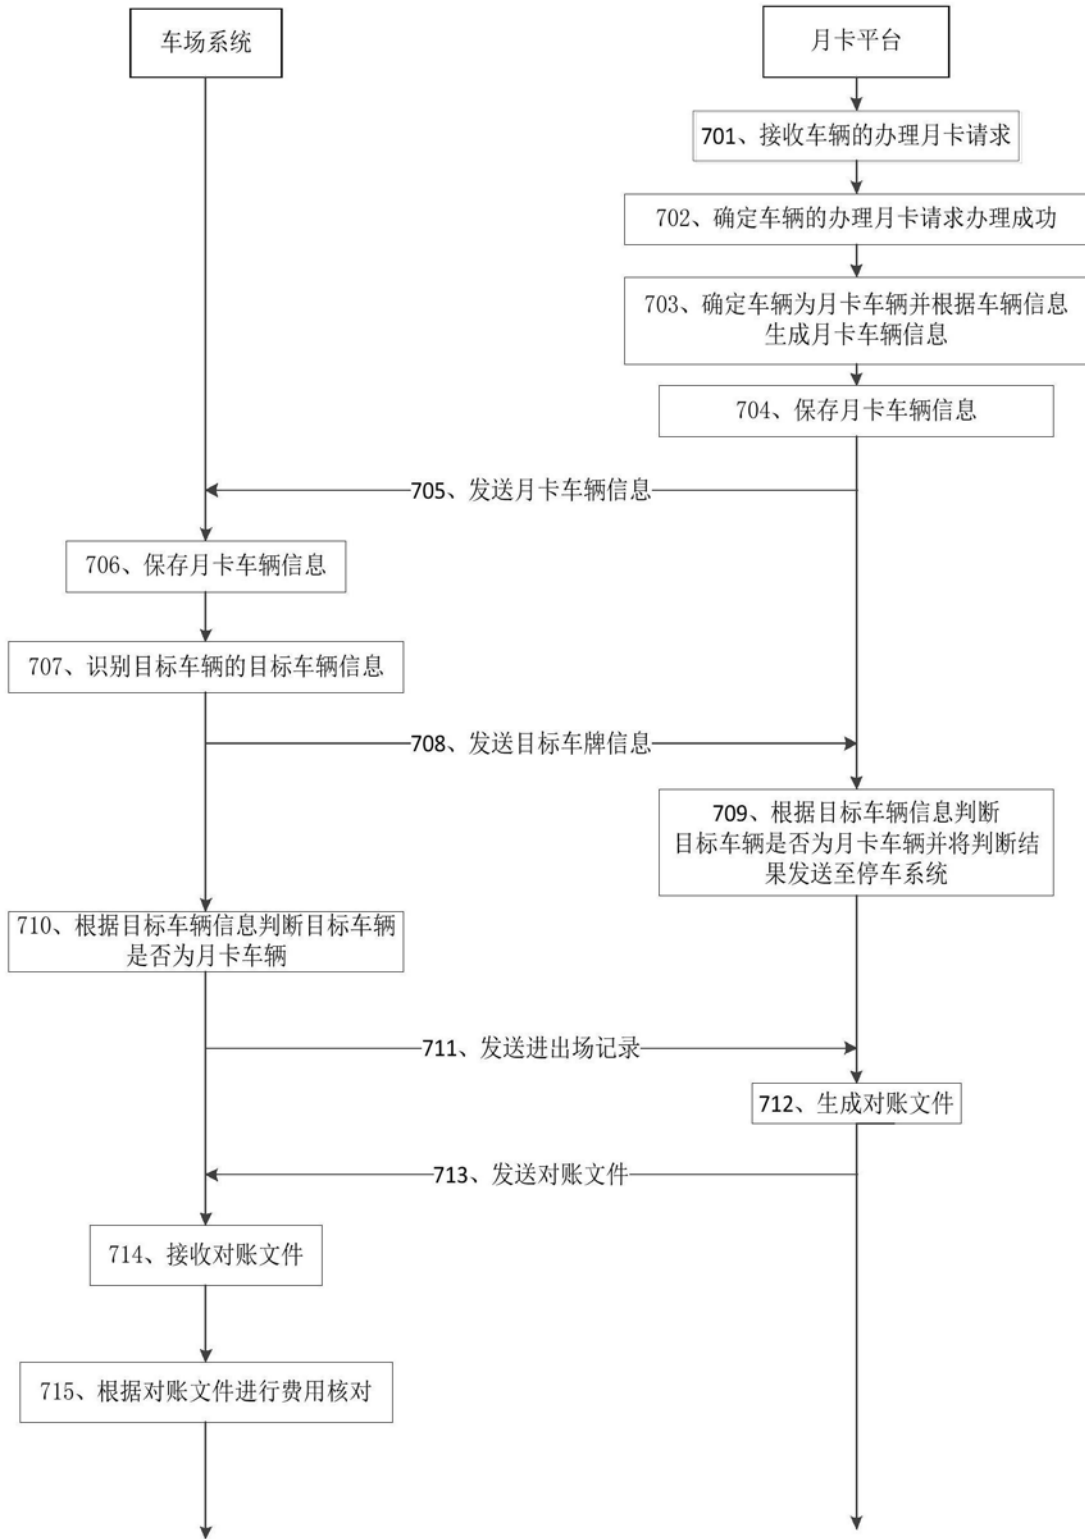 车场系统
月卡平台
701、接收车辆的办理月卡请求
702、确定车辆的办理月卡请求办理成功
703、确定车辆为月卡车辆并根据车辆信息
生成月卡车辆信息
704、保存月卡车辆信息
705、发送月卡车辆信息
706、保存月卡车辆信息
707、识别目标车辆的目标车辆信息
708、发送目标车牌信息
709、根据目标车辆信息判断
目标车辆是否为月卡车辆并将判断结
果发送至停车系统
710、根据目标车辆信息判断目标车辆
是否为月卡车辆
711、发送进出场记录
712、生成对账文件
713、发送对账文件
714、接收对账文件
715、根据对账文件进行费用核对